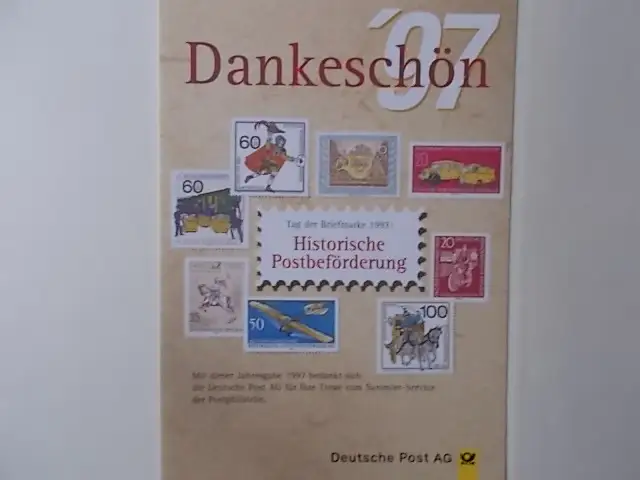 '97
Dankeschön
60
60
20
Tag der Briefmarke 1997:
Historische
Postbeförderung
20
50
100
Mit dieser Jahresgabe 1997 bedankt sich
die Deutsche Post AG für Ihre Treue zum Sammler-Service
der Postphilatelie.
Deutsche Post AG